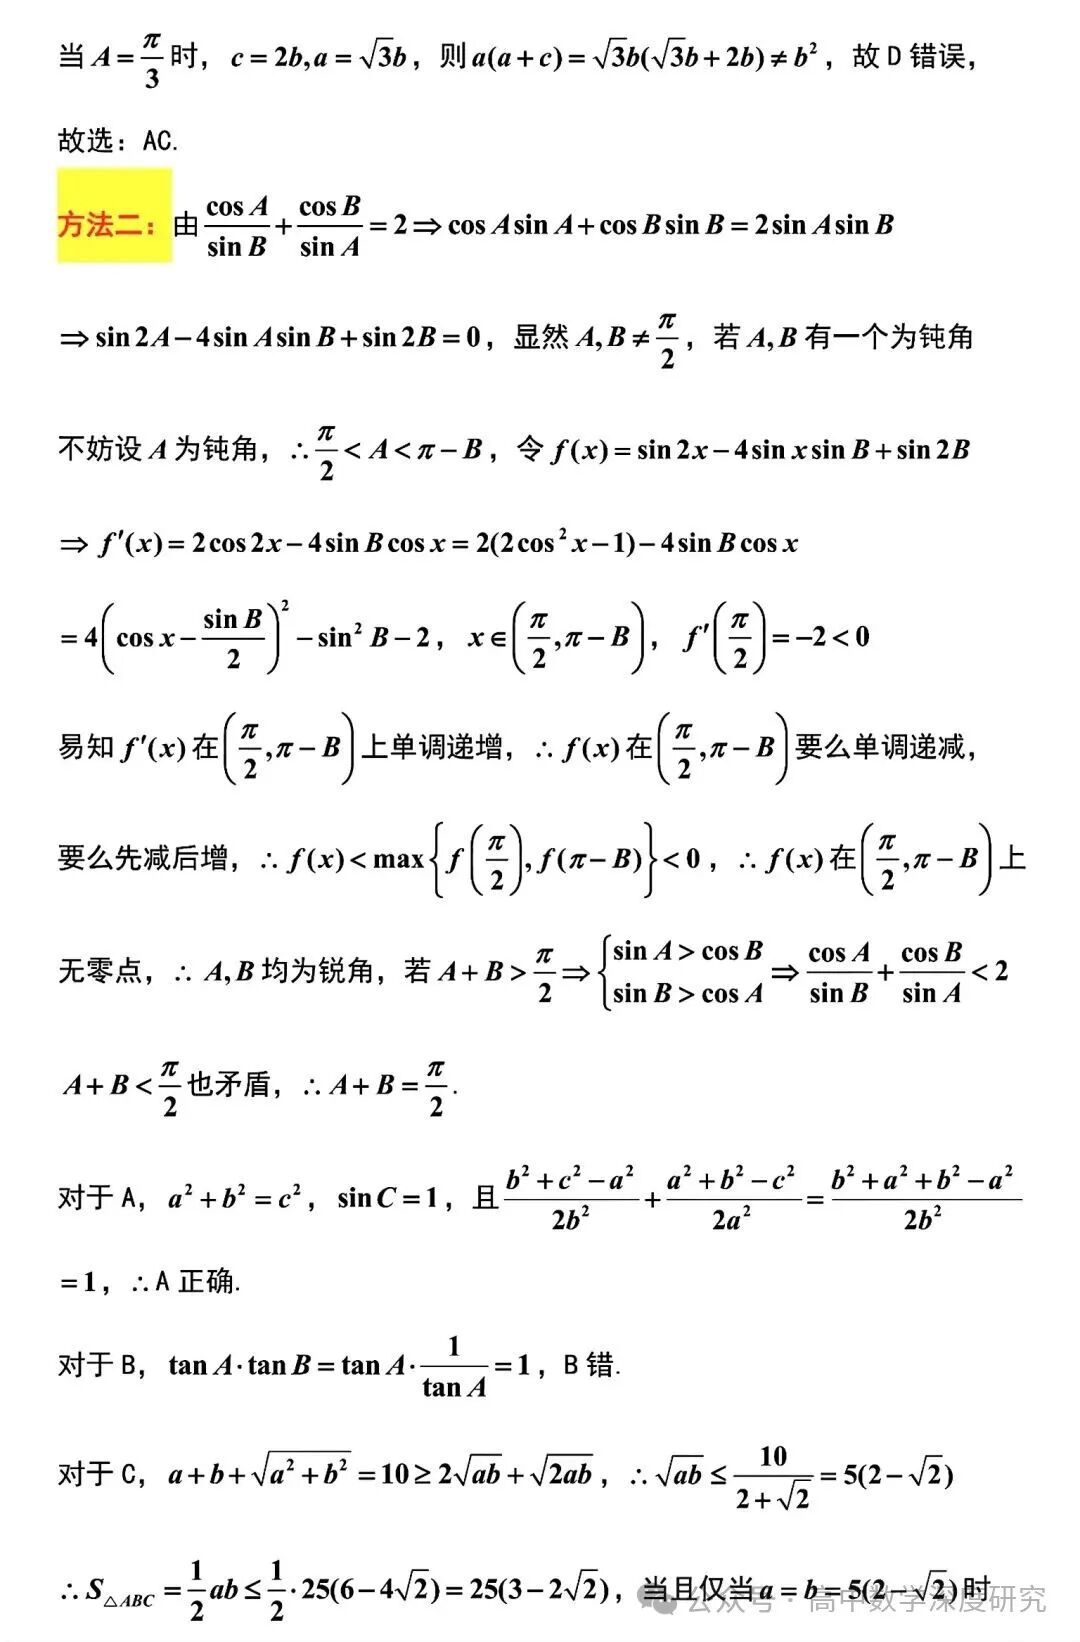 当 A = π/3 时，c = 2b, a = √3b，则 a(a + c) = √3b(√3b + 2b) ≠ b²，故 D 错误，
故选：AC.
方法二：由 cos A/sin B + cos B/sin A = 2 ⇒ cos A sin A + cos B sin B = 2 sin A sin B
⇒ sin 2A − 4 sin A sin B + sin 2B = 0，显然 A, B ≠ π/2，若 A, B 有一个为钝角
不妨设 A 为钝角，∴ π/2 < A < π − B，令 f(x) = sin 2x − 4 sin x sin B + sin 2B
⇒ f′(x) = 2cos 2x − 4 sin B cos x = 2(2cos² x − 1) − 4 sin B cos x
= 4(cos x − sin B/2)² − sin² B − 2，x ∈ (π/2, π − B)，f′(π/2) = −2 < 0
易知 f′(x) 在 (π/2, π − B) 上单调递增，∴ f(x) 在 (π/2, π − B) 要么单调递减，
要么先减后增，∴ f(x) < max{f(π/2), f(π − B)} < 0，∴ f(x) 在 (π/2, π − B) 上
无零点，∴ A, B 均为锐角，若 A + B > π/2 ⇒ {sin A > cos B, sin B > cos A ⇒ cos A/sin B + cos B/sin A < 2
A + B < π/2 也矛盾，∴ A + B = π/2.
对于 A，a² + b² = c²，sin C = 1，且 (b² + c² − a²)/2b² + (a² + b² − c²)/2a² = (b² + a² + b² − a²)/2b²
= 1，∴ A 正确.
对于 B，tan A · tan B = tan A · 1/tan A = 1，B 错.
对于 C，a + b + √(a² + b²) = 10 ≥ 2√ab + √2ab，∴ √ab ≤ 10/(2 + √2) = 5(2 − √2)
∴ S△ABC = 1/2 ab ≤ 1/2 · 25(6 − 4√2) = 25(3 − 2√2)，当且仅当 a = b = 5(2 − √2) 时
公众号 · 高中数学深度研究